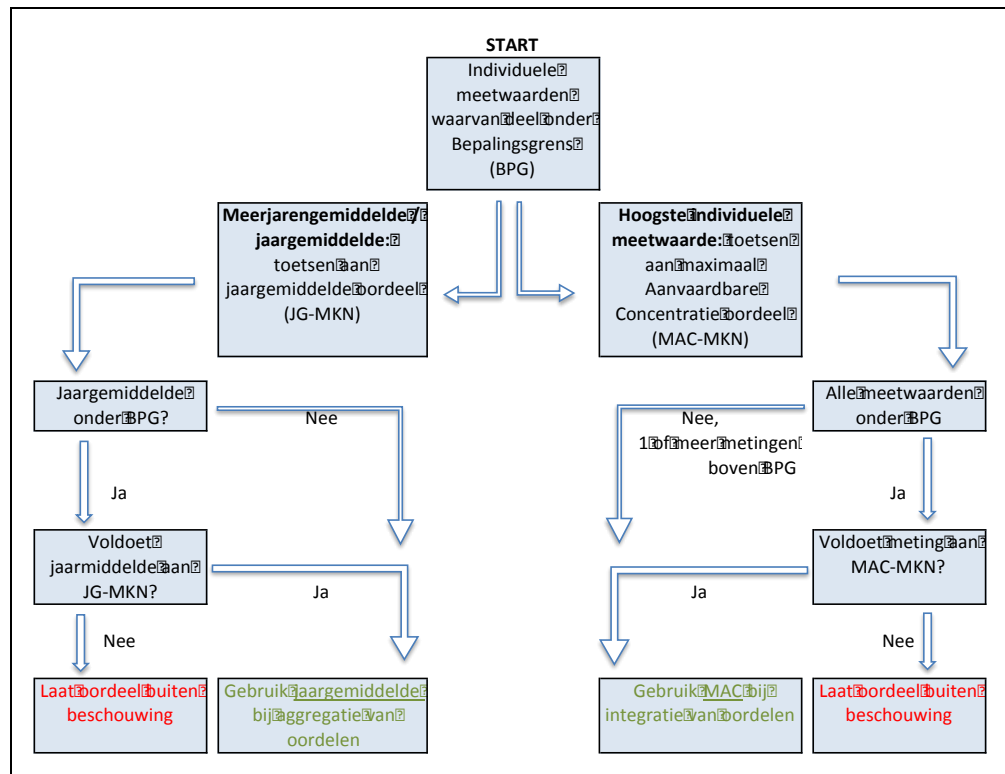 START
Individuele
meetwaarden
waarvan deel onder
Bepalingsgrens
(BPG)
Meerjarengemiddelde /
jaargemiddelde:
toetsen aan
jaargemiddelde oordeel
(JG-MKN)
Hoogste individuele
meetwaarde: toetsen
aan maximaal
Aanvaardbare
Concentratie oordeel
(MAC-MKN)
Jaargemiddelde
onder BPG?
Nee
Nee,
1 of meer metingen
boven BPG
Alle meetwaarden
onder BPG
Ja
Ja
Voldoet
jaarmiddelde aan
JG-MKN?
Ja
Ja
Voldoet meting aan
MAC-MKN?
Nee
Nee
Laat oordeel buiten
beschouwing
Gebruik jaargemiddelde
bij aggregatie van
oordelen
Gebruik MAC bij
integratie van oordelen
Laat oordeel buiten
beschouwing